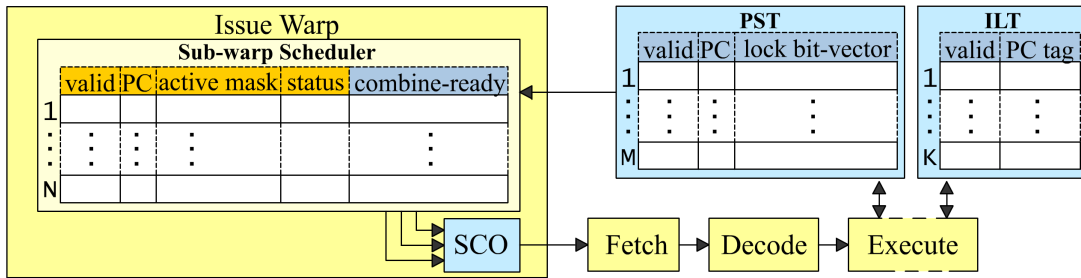 Issue Warp
Sub-warp Scheduler
valid PC active mask status combine-ready
1
N
SCO
PST
valid PC lock bit-vector
1
M
ILT
valid PC tag
1
K
Fetch
Decode
Execute